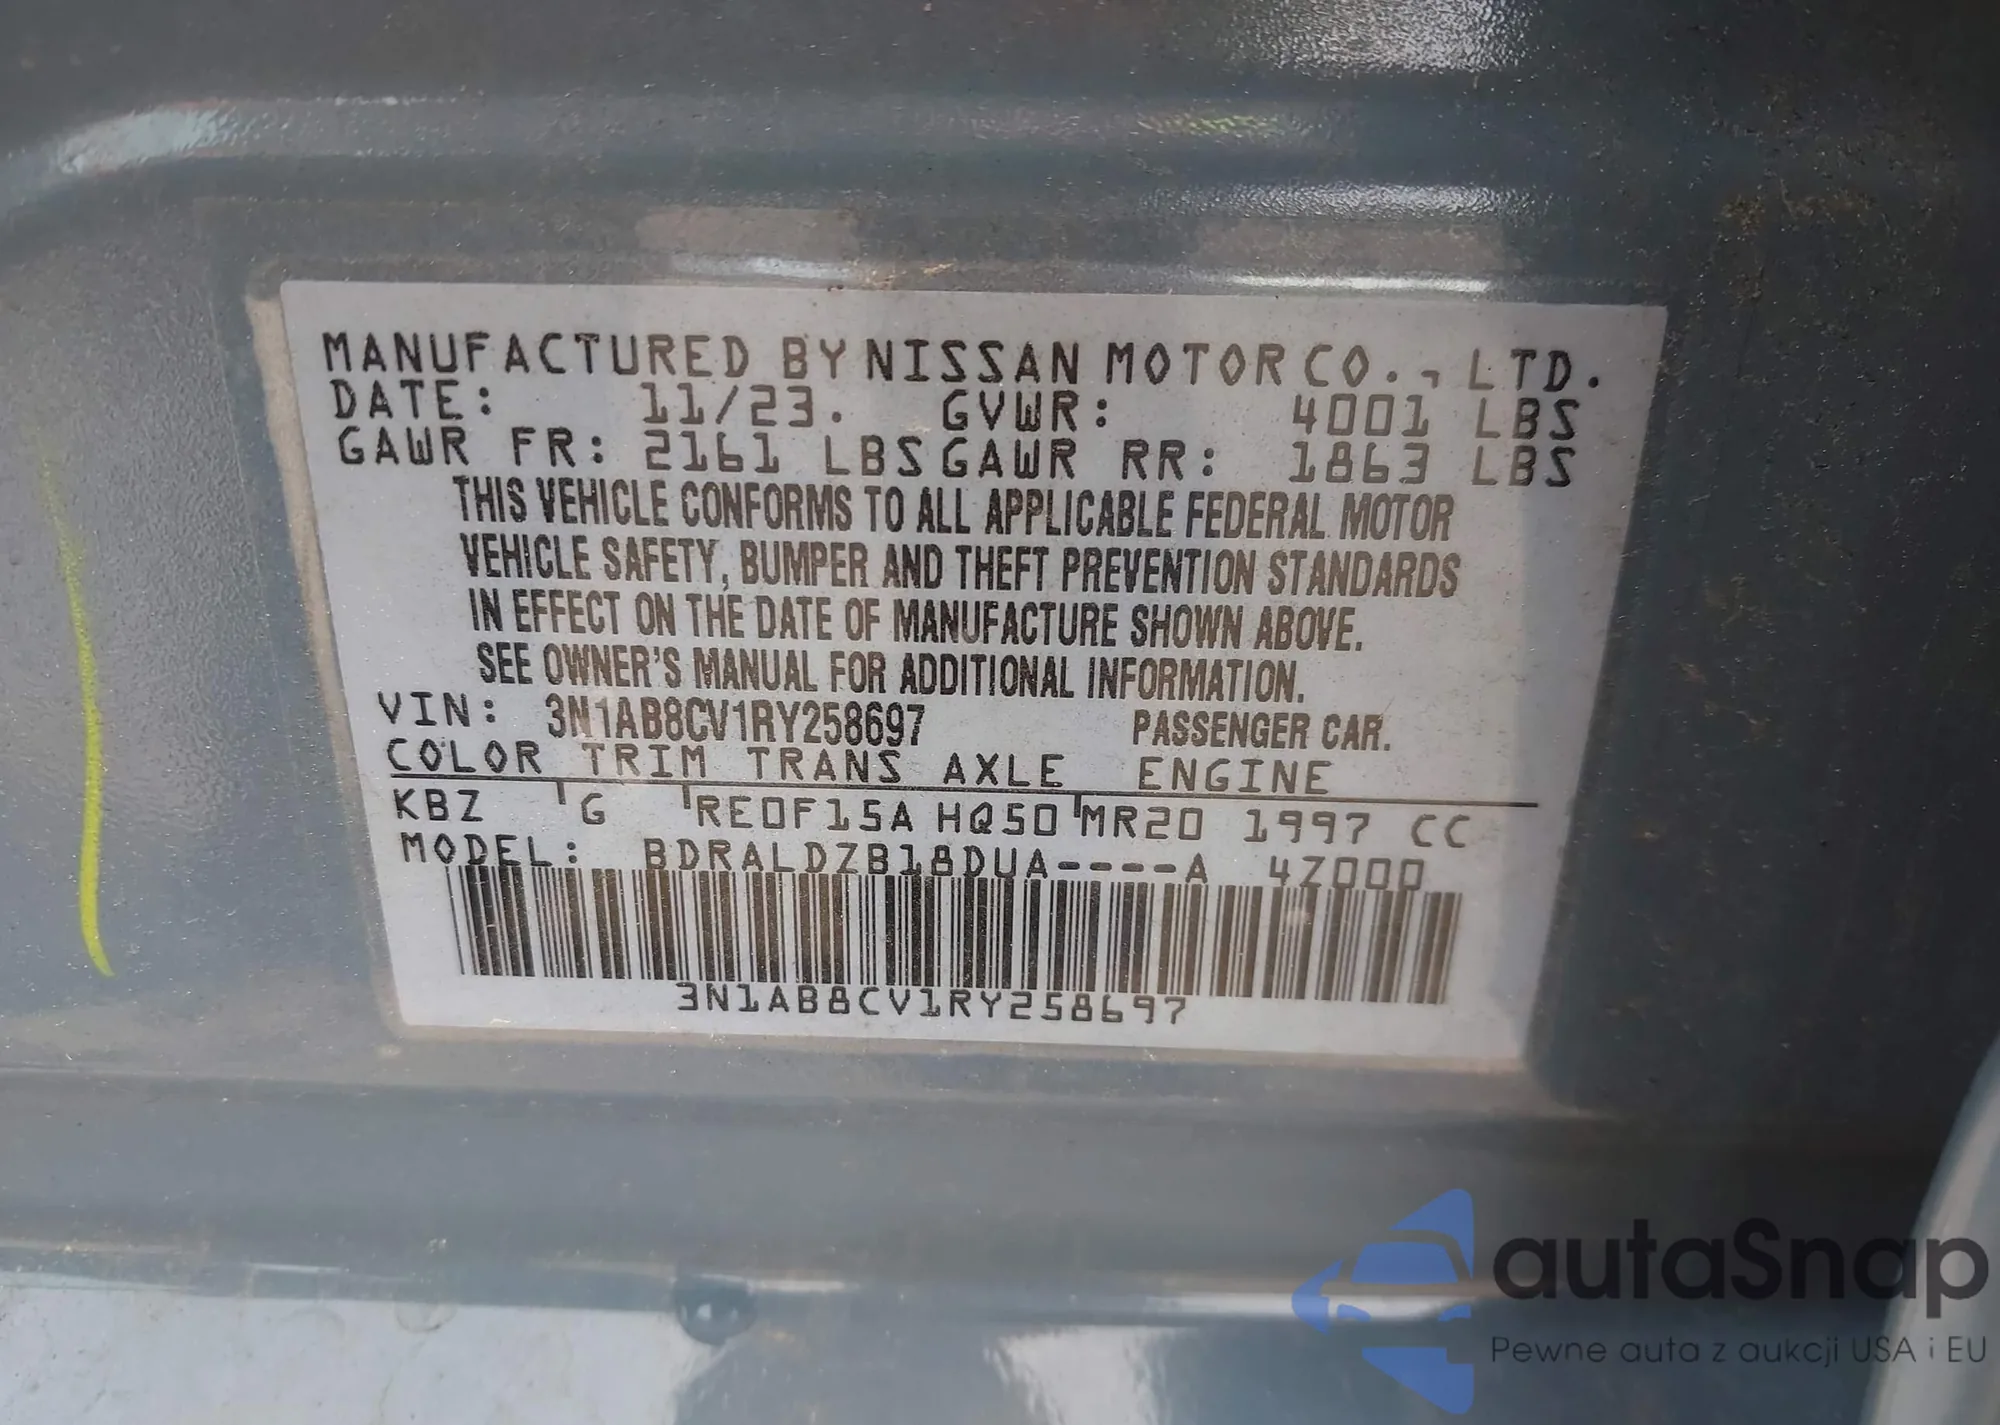 MANUFACTURED BY NISSAN MOTOR CO., LTD.
DATE: 11/23. GVWR: 4001 LBS
GAWR FR: 2161 LBS GAWR RR: 1863 LBS
THIS VEHICLE CONFORMS TO ALL APPLICABLE FEDERAL MOTOR
VEHICLE SAFETY, BUMPER AND THEFT PREVENTION STANDARDS
IN EFFECT ON THE DATE OF MANUFACTURE SHOWN ABOVE.
SEE OWNER'S MANUAL FOR ADDITIONAL INFORMATION.
VIN: 3N1AB8CV1RY258697 PASSENGER CAR.
COLOR TRIM TRANS AXLE ENGINE
KBZ G RE0F15A HQ50 MR20 1997 CC
MODEL: BDRALDZB18DUA----A 4Z000
3N1AB8CV1RY258697
autaSnap
Pewne auta z aukcji USA i EU